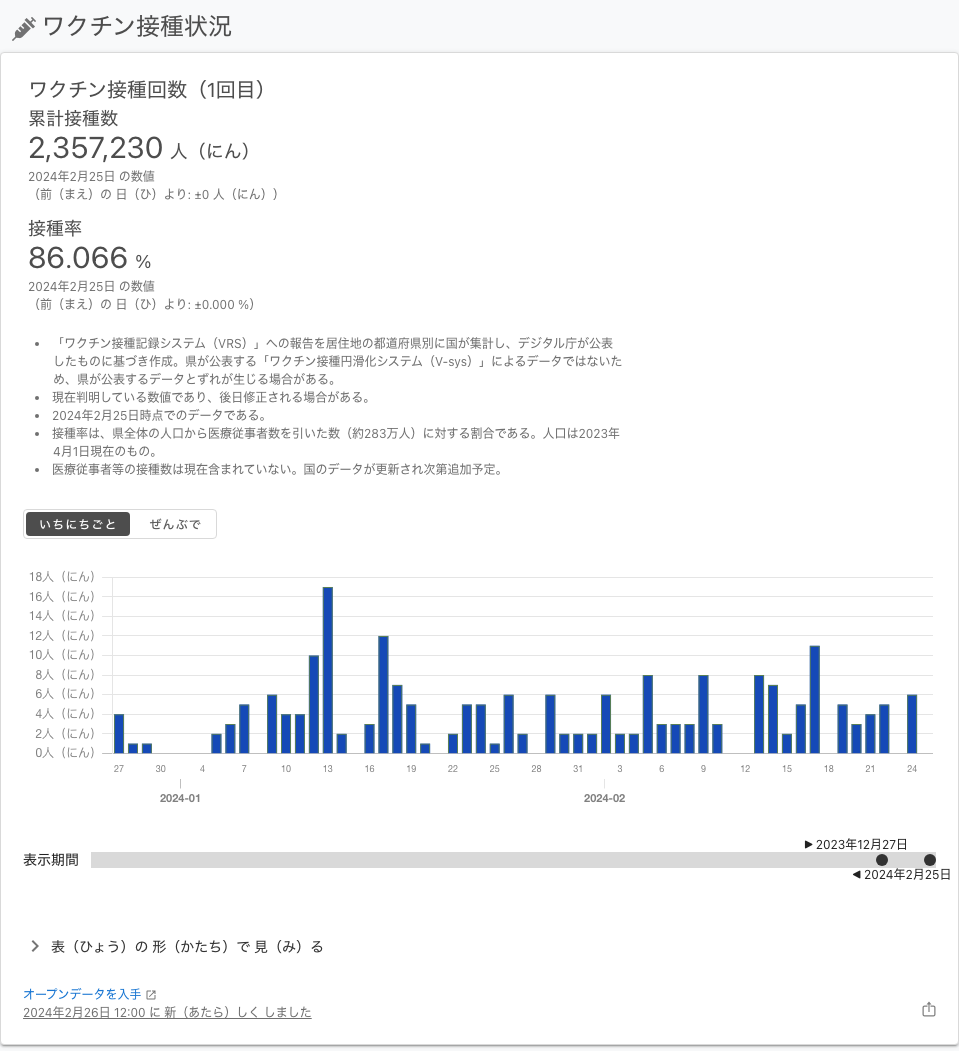 ワクチン接種状況
ワクチン接種回数（1回目）
累計接種数
2,357,230 人（にん）
2024年2月25日 の数値
（前（まえ）の 日（ひ）より: ±0 人（にん））
接種率
86.066 %
2024年2月25日 の数値
（前（まえ）の 日（ひ）より: ±0.000 %）
• 「ワクチン接種記録システム（VRS）」への報告を居住地の都道府県別に国が集計し、デジタル庁が公表
したものに基づき作成。県が公表する「ワクチン接種円滑化システム（V-sys）」によるデータではないた
め、県が公表するデータとずれが生じる場合がある。
• 現在判明している数値であり、後日修正される場合がある。
• 2024年2月25日時点でのデータである。
• 接種率は、県全体の人口から医療従事者数を引いた数（約283万人）に対する割合である。人口は2023年
4月1日現在のもの。
• 医療従事者等の接種数は現在含まれていない。国のデータが更新され次第追加予定。
いちにちごと ぜんぶで
18人（にん）
16人（にん）
14人（にん）
12人（にん）
10人（にん）
8人（にん）
6人（にん）
4人（にん）
2人（にん）
0人（にん）
27 30 4 7 10 13 16 19 22 25 28 31 3 6 9 12 15 18 21 24
2024-01 2024-02
2023年12月27日
表示期間
2024年2月25日
表（ひょう）の 形（かたち）で 見（み）る
オープンデータを入手
2024年2月26日 12:00 に 新（あたら）しく しました